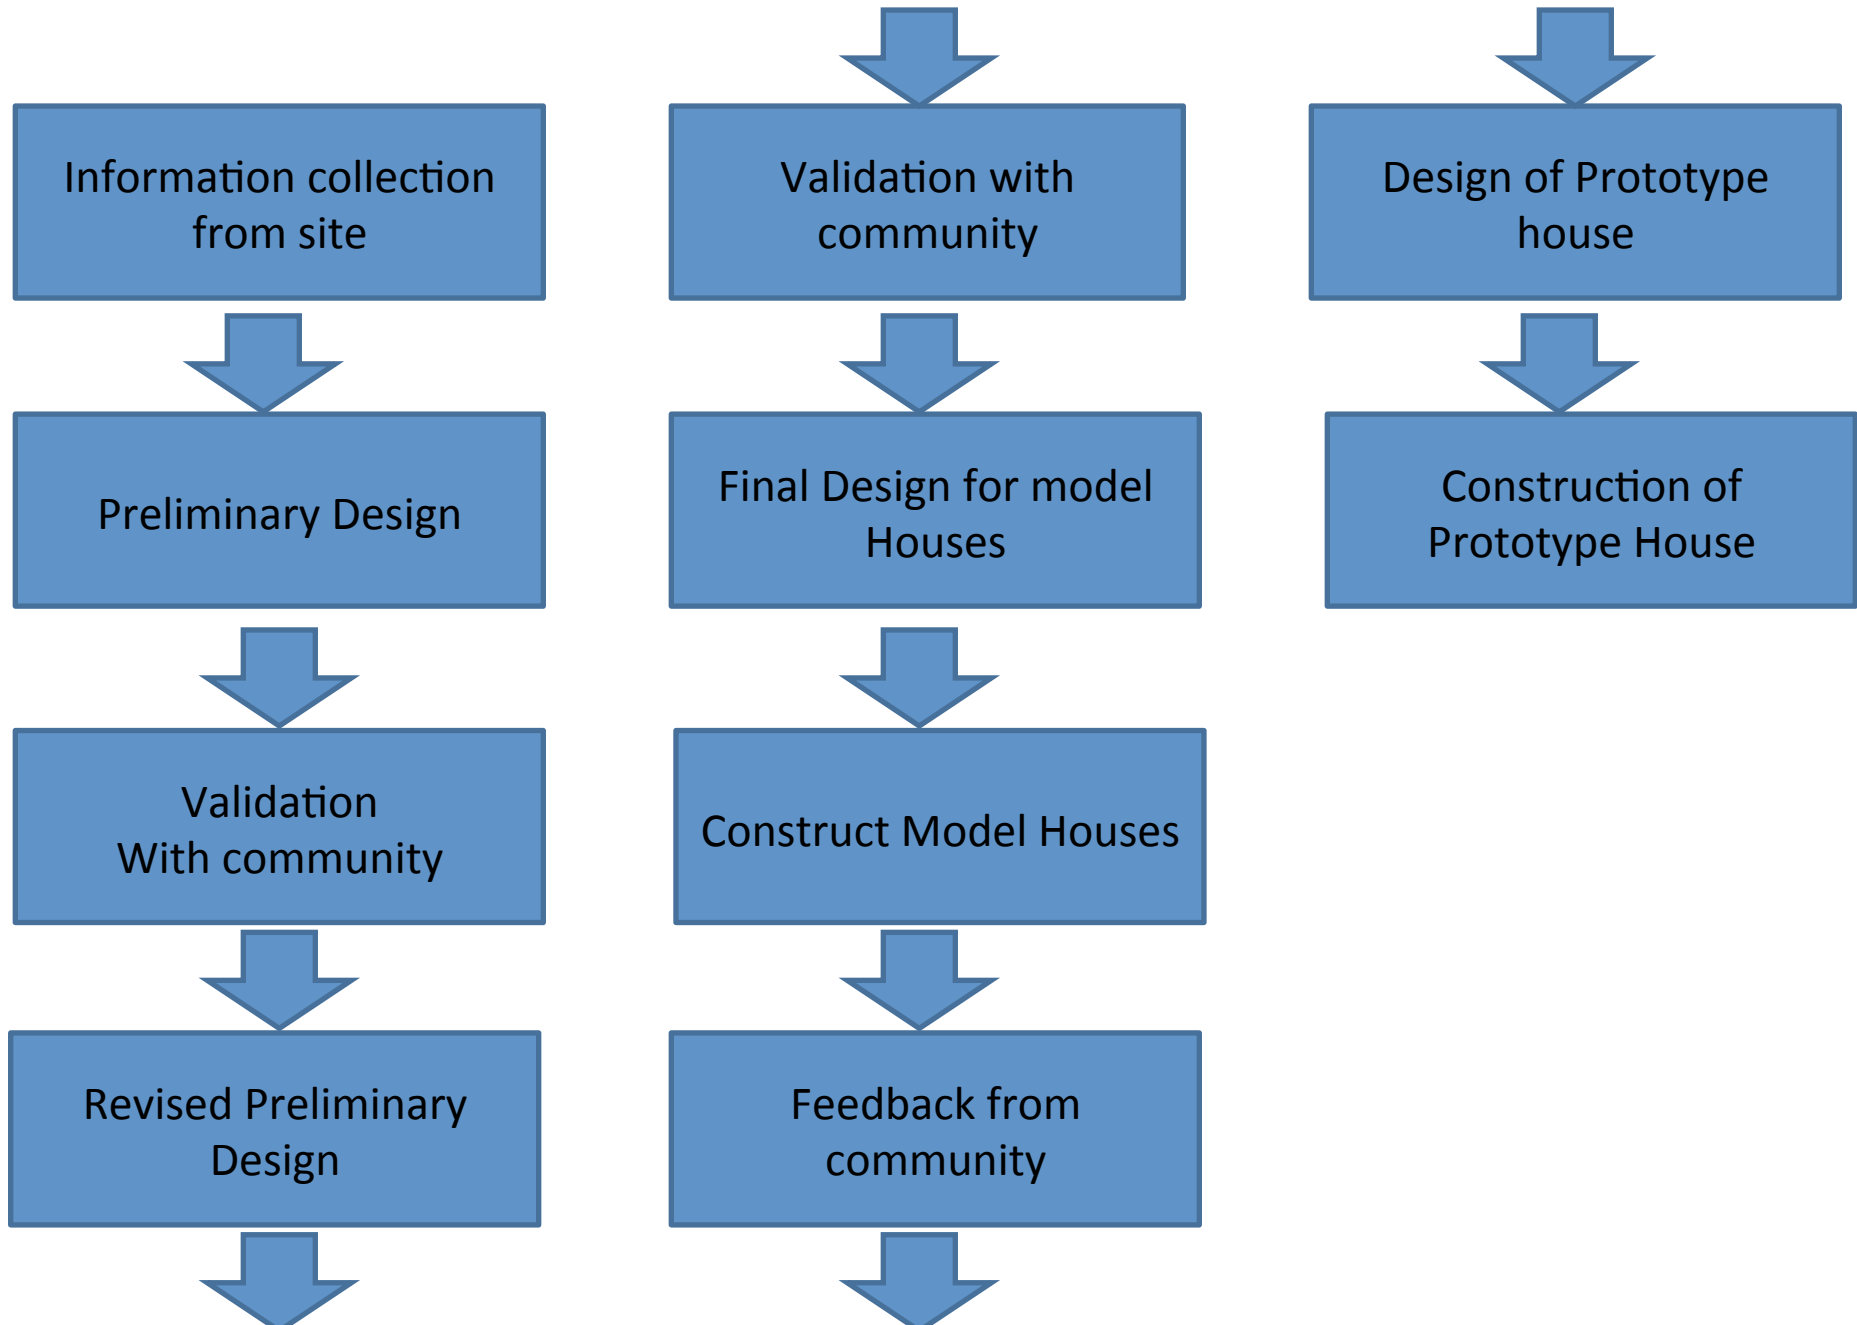 Information collection
from site
Preliminary Design
Validation
With community
Revised Preliminary
Design
Validation with
community
Final Design for model
Houses
Construct Model Houses
Feedback from
community
Design of Prototype
house
Construction of
Prototype House